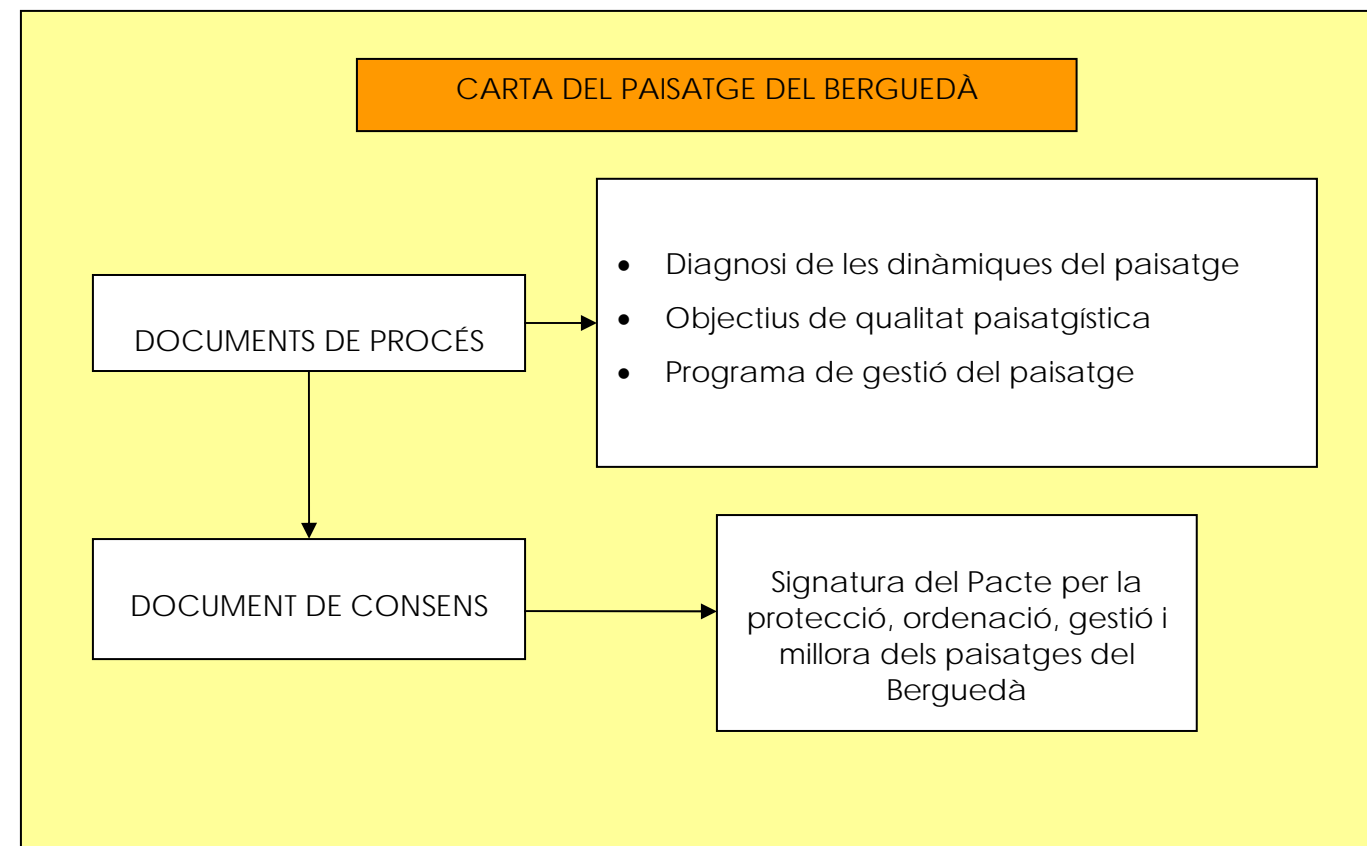 CARTA DEL PAISATGE DEL BERGUEDÀ
DOCUMENTS DE PROCÉS
• Diagnosi de les dinàmiques del paisatge
• Objectius de qualitat paisatgística
• Programa de gestió del paisatge
DOCUMENT DE CONSENS
Signatura del Pacte per la
protecció, ordenació, gestió i
millora dels paisatges del
Berguedà